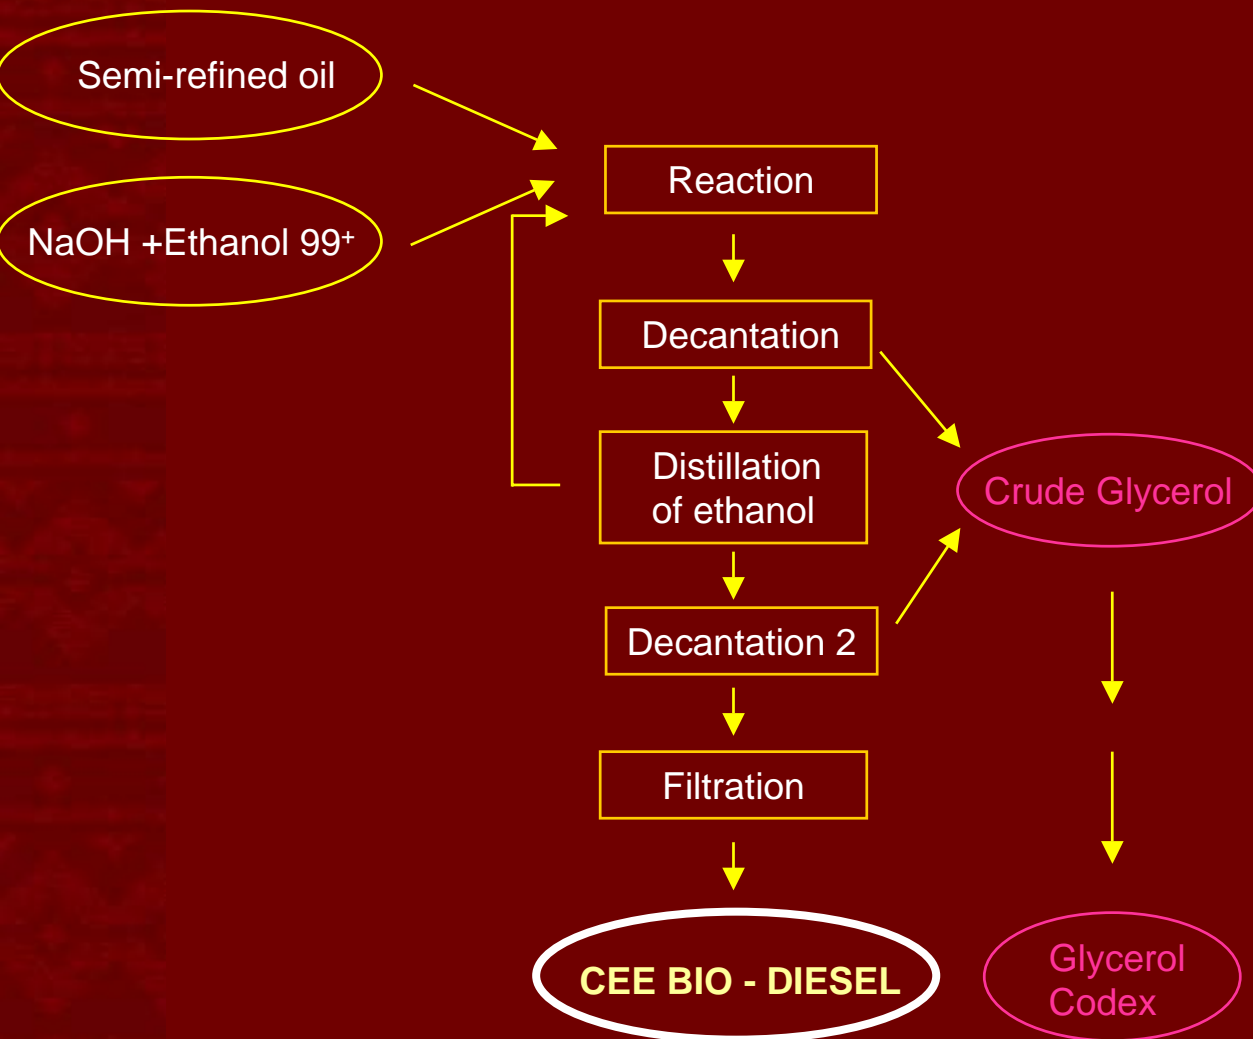 Semi-refined oil
NaOH +Ethanol 99⁺
Reaction
Decantation
Distillation
of ethanol
Crude Glycerol
Decantation 2
Filtration
CEE BIO - DIESEL
Glycerol
Codex